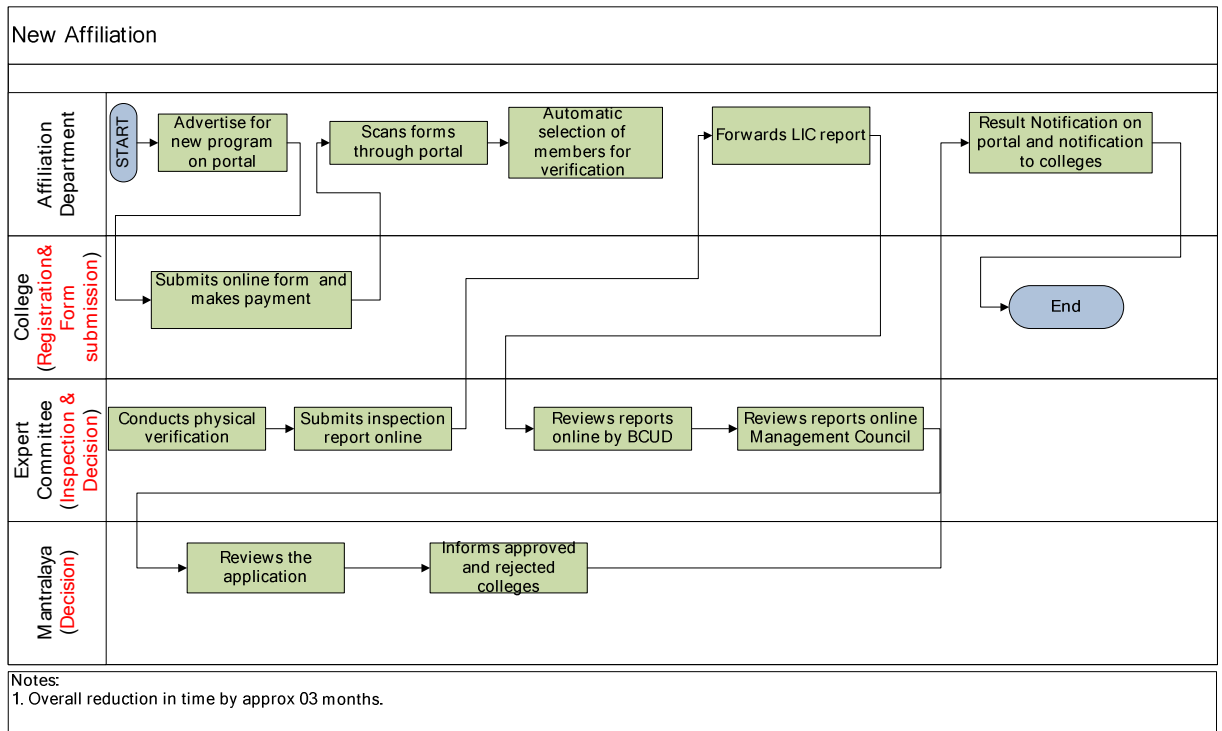 New Affiliation
Affiliation
Department
START
Advertise for
new program
on portal
Scans forms
through portal
Automatic
selection of
members for
verification
Forwards LIC report
Result Notification on
portal and notification
to colleges
College
(Registration&
Form
submission)
Submits online form  and
makes payment
End
Expert
Committee
(Inspection &
Decision)
Conducts physical
verification
Submits inspection
report online
Reviews reports
online by BCUD
Reviews reports online
Management Council
Mantralaya
(Decision)
Reviews the
application
Informs approved
and rejected
colleges
Notes:
1. Overall reduction in time by approx 03 months.